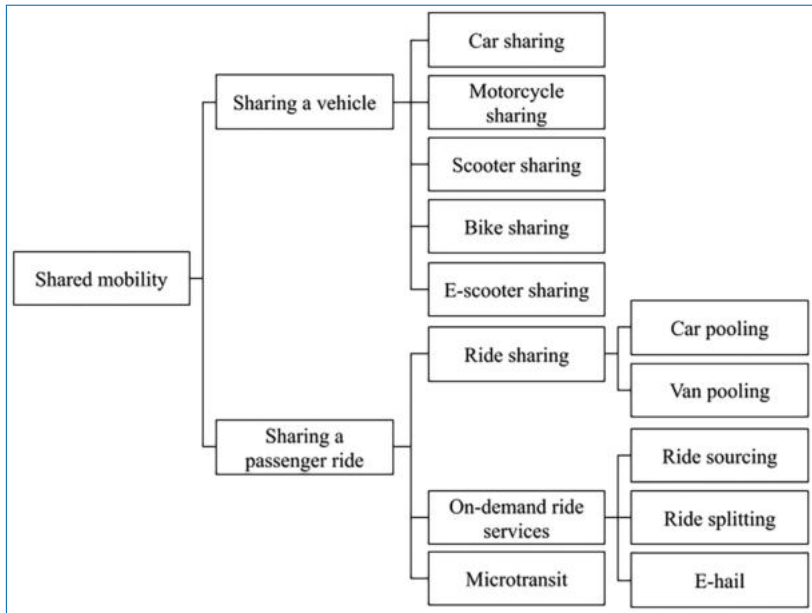 Car sharing
Sharing a vehicle
Motorcycle
sharing
Scooter sharing
Bike sharing
Shared mobility
E-scooter sharing
Ride sharing
Car pooling
Van pooling
Sharing a
passenger ride
Ride sourcing
On-demand ride
services
Ride splitting
Microtransit
E-hail